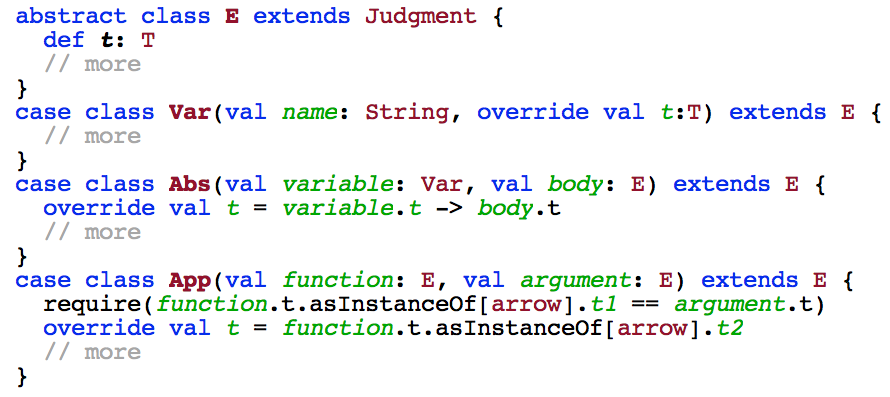 abstract class E extends Judgment {
  def t: T
  // more
}
case class Var(val name: String, override val t:T) extends E {
  // more
}
case class Abs(val variable: Var, val body: E) extends E {
  override val t = variable.t -> body.t
  // more
}
case class App(val function: E, val argument: E) extends E {
  require(function.t.asInstanceOf[arrow].t1 == argument.t)
  override val t = function.t.asInstanceOf[arrow].t2
  // more
}